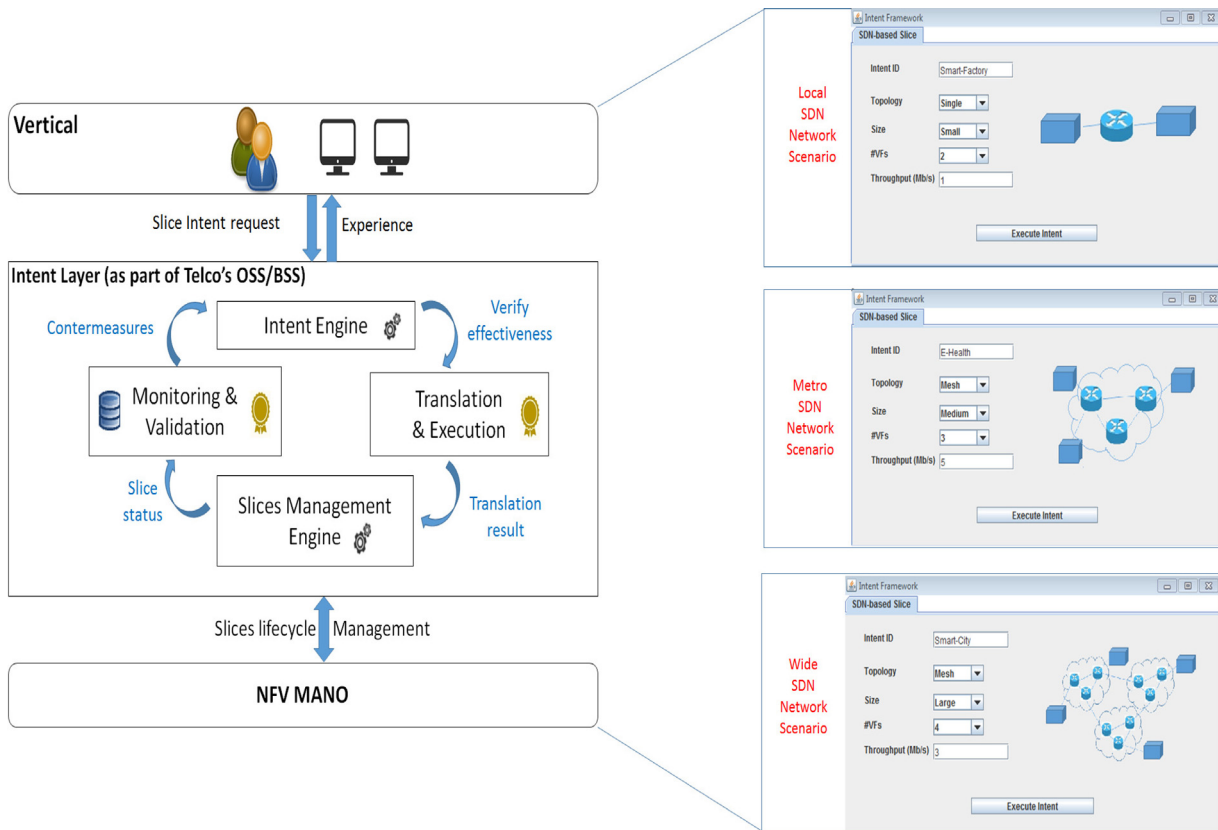 Vertical
Slice Intent request
Experience
Intent Layer (as part of Telco's OSS/BSS)
Contermeasures
Intent Engine
Verify
effectiveness
Monitoring &
Validation
Translation
& Execution
Slice
status
Slices Management
Engine
Translation
result
Slices lifecycle
Management
NFV MANO
Local
SDN
Network
Scenario
Intent Framework
SDN-based Slice
Intent ID
Smart-Factory
Topology
Single
Size
Small
#VFs
2
Throughput (Mb/s)
1
Execute Intent
Metro
SDN
Network
Scenario
Intent Framework
SDN-based Slice
Intent ID
E-Health
Topology
Mesh
Size
Medium
#VFs
3
Throughput (Mb/s)
5
Execute Intent
Wide
SDN
Network
Scenario
Intent Framework
SDN-based Slice
Intent ID
Smart-City
Topology
Mesh
Size
Large
#VFs
4
Throughput (Mb/s)
3
Execute Intent